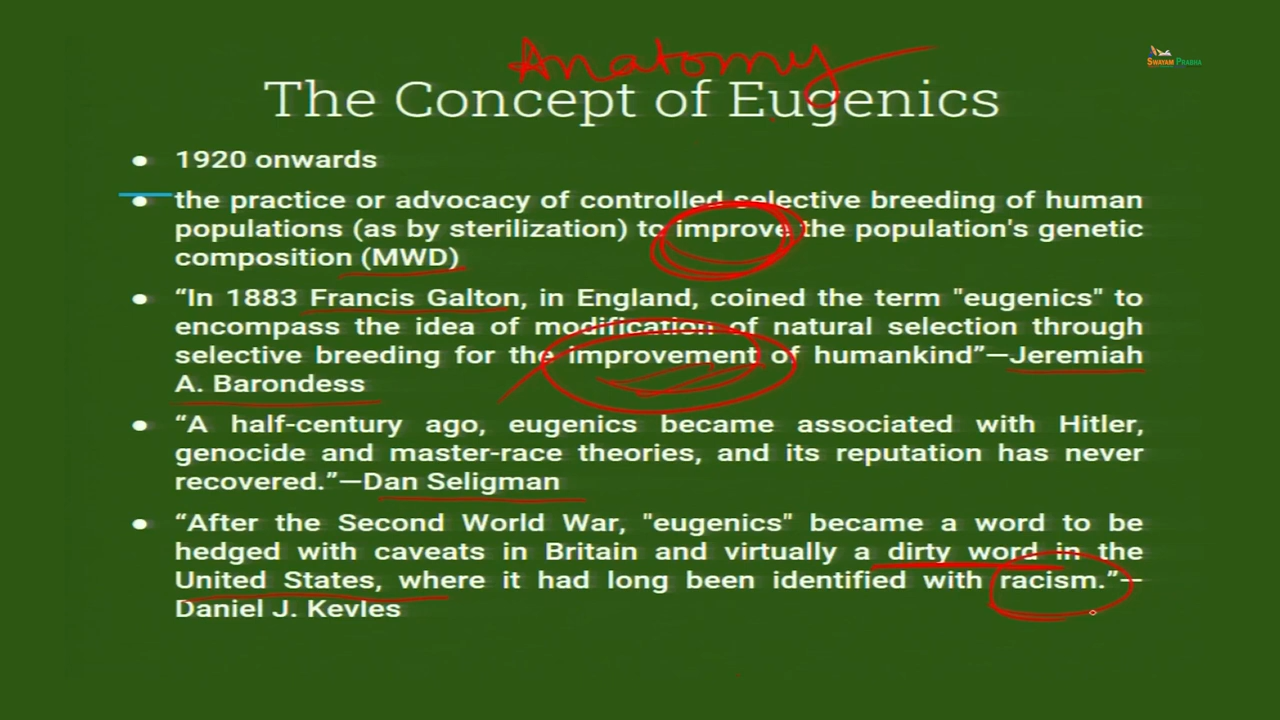 Anatomy
SWAYAM PRABHA
The Concept of Eugenics
● 1920 onwards
● the practice or advocacy of controlled selective breeding of human
populations (as by sterilization) to improve the population's genetic
composition (MWD)
● “In 1883 Francis Galton, in England, coined the term "eugenics" to
encompass the idea of modification of natural selection through
selective breeding for the improvement of humankind”—Jeremiah
A. Barondess
● “A half-century ago, eugenics became associated with Hitler,
genocide and master-race theories, and its reputation has never
recovered.”—Dan Seligman
● “After the Second World War, "eugenics" became a word to be
hedged with caveats in Britain and virtually a dirty word in the
United States, where it had long been identified with racism.”—
Daniel J. Kevles